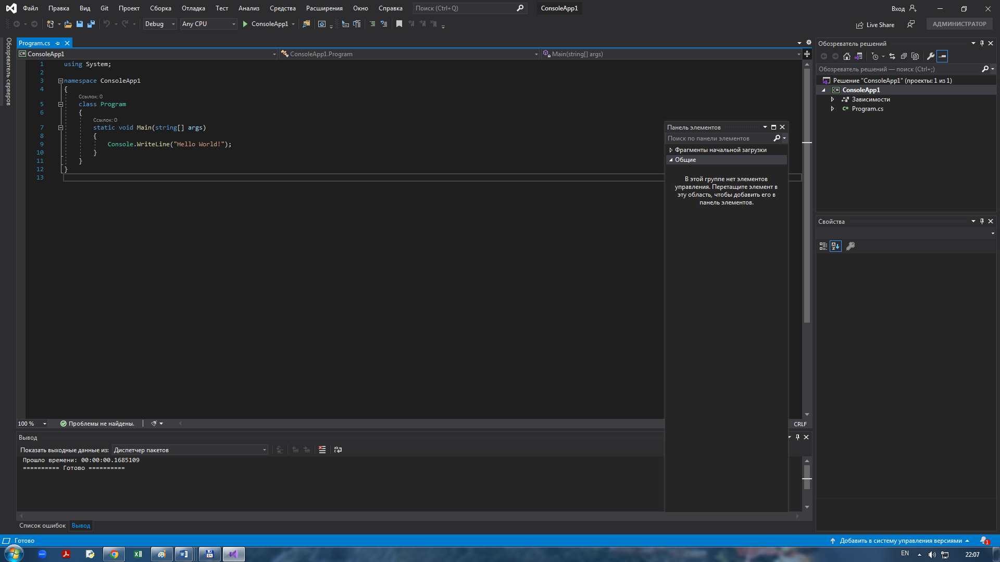 Файл Правка Вид Git Проект Сборка Отладка Тест Анализ Средства Расширения Окно Справка Поиск (Ctrl+Q) ConsoleApp1 Вход
Debug Any CPU ConsoleApp1 Live Share АДМИНИСТРАТОР
Обозреватель серверов
Program.cs
ConsoleApp1 ConsoleApp1.Program Main(string[] args)
1 using System;
2
3 namespace ConsoleApp1
4 {
Ссылок: 0
5 class Program
6 {
Ссылок: 0
7 static void Main(string[] args)
8 {
9 Console.WriteLine("Hello World!");
10 }
11 }
12 }
13
100 % Проблемы не найдены. CRLF
Панель элементов
Поиск по панели элементов
Фрагменты начальной загрузки
Общие
В этой группе нет элементов
управления. Перетащите элемент в
эту область, чтобы добавить его в
панель элементов.
Обозреватель решений
Обозреватель решений — поиск (Ctrl+;)
Решение "ConsoleApp1" (проекты: 1 из 1)
ConsoleApp1
Зависимости
Program.cs
Свойства
Вывод
Показать выходные данные из: Диспетчер пакетов
Прошло времени: 00:00:00.1685109
========== Готово ==========
Список ошибок Вывод
Готово Добавить в систему управления версиями 1
EN 22:07